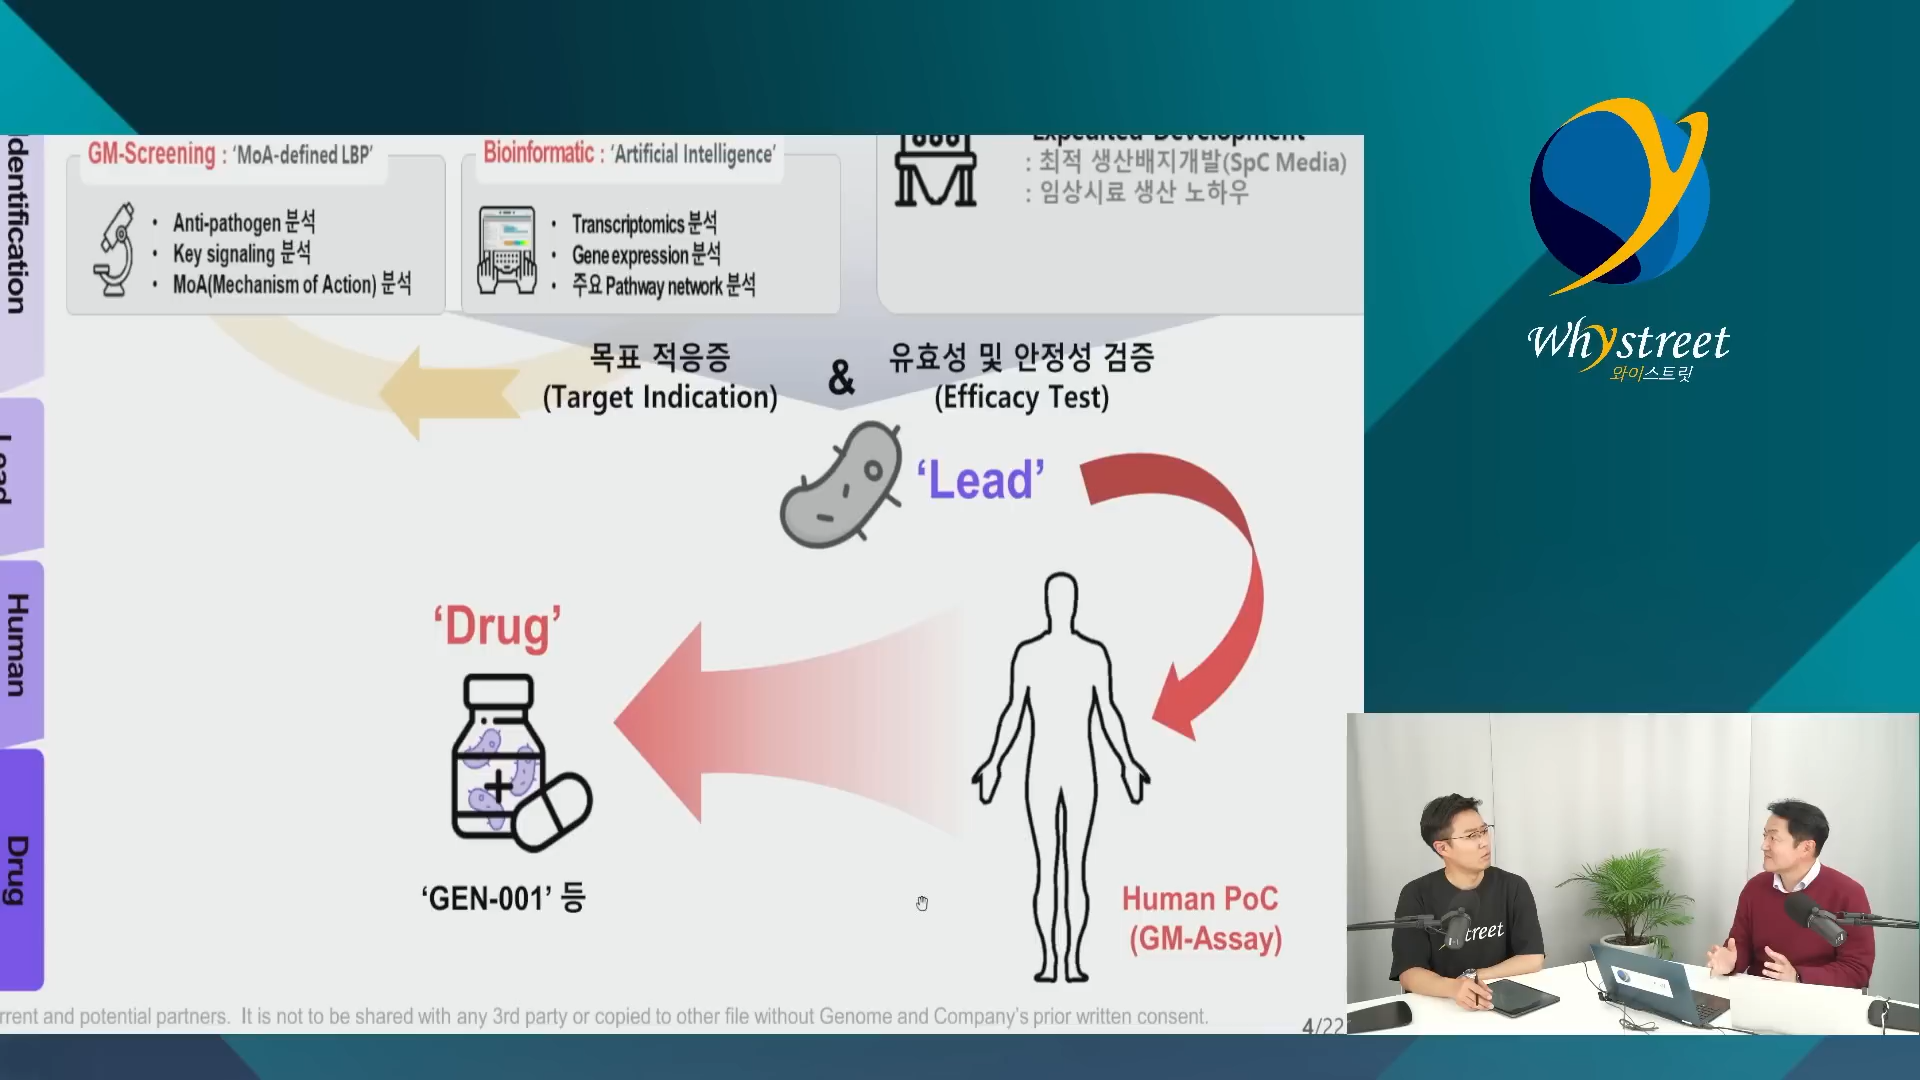 dentification
GM-Screening : ‘MoA-defined LBP’
• Anti-pathogen 분석
• Key signaling 분석
• MoA(Mechanism of Action) 분석
Bioinformatic : ‘Artificial Intelligence’
• Transcriptomics 분석
• Gene expression 분석
• 주요 Pathway network 분석
Expedited Development
: 최적 생산배지개발(SpC Media)
: 임상시료 생산 노하우
목표 적응증
(Target Indication)
&
유효성 및 안정성 검증
(Efficacy Test)
Lead
‘Lead’
Human
‘Drug’
Drug
‘GEN-001’ 등
Human PoC
(GM-Assay)
rrent and potential partners. It is not to be shared with any 3rd party or copied to other file without Genome and Company’s prior written consent.
4/22
Whystreet
와이스트릿
treet